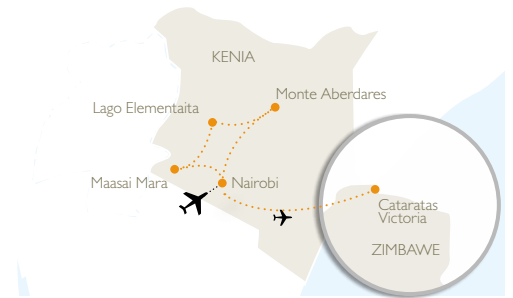 KENIA
Monte Aberdares
Lago Elementaita
Maasai Mara
Nairobi
Cataratas
Victoria
ZIMBAWE